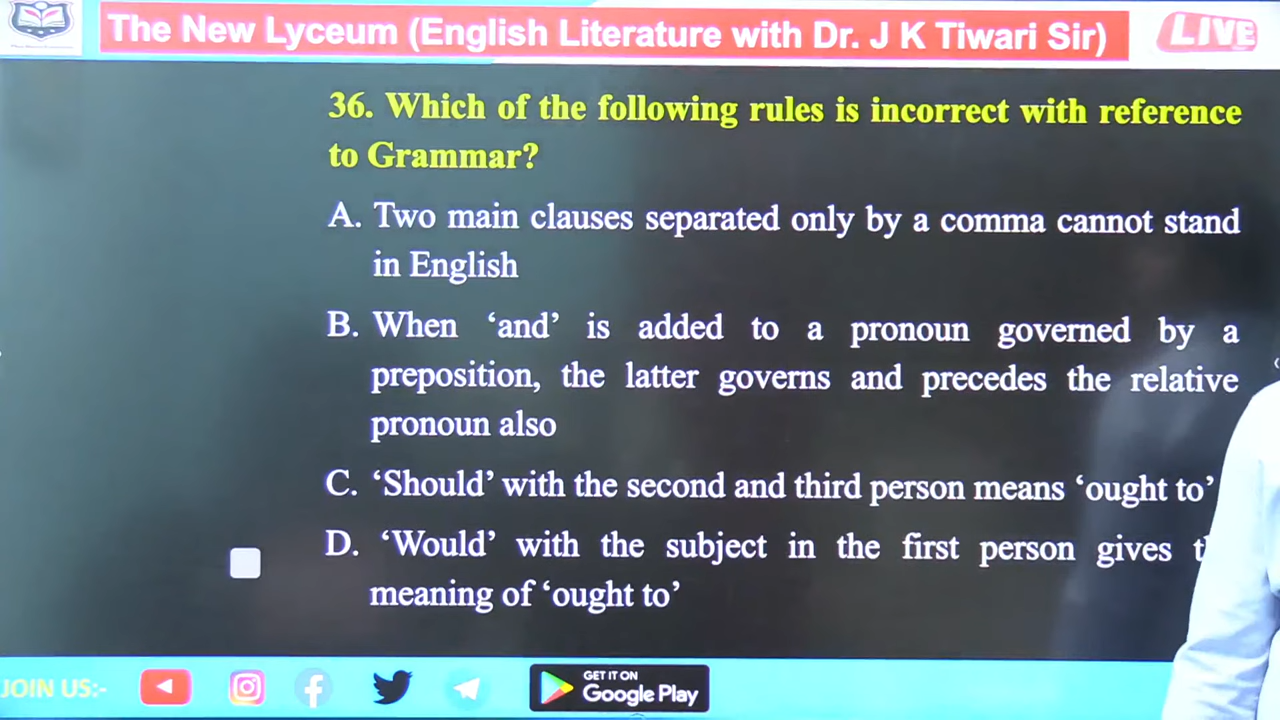 The New Lyceum (English Literature with Dr. J K Tiwari Sir)
LIVE
36. Which of the following rules is incorrect with reference
to Grammar?
A. Two main clauses separated only by a comma cannot stand
in English
B. When ‘and’ is added to a pronoun governed by a
preposition, the latter governs and precedes the relative
pronoun also
C. ‘Should’ with the second and third person means ‘ought to’
D. ‘Would’ with the subject in the first person gives
meaning of ‘ought to’
JOIN US:-
GET IT ON
Google Play